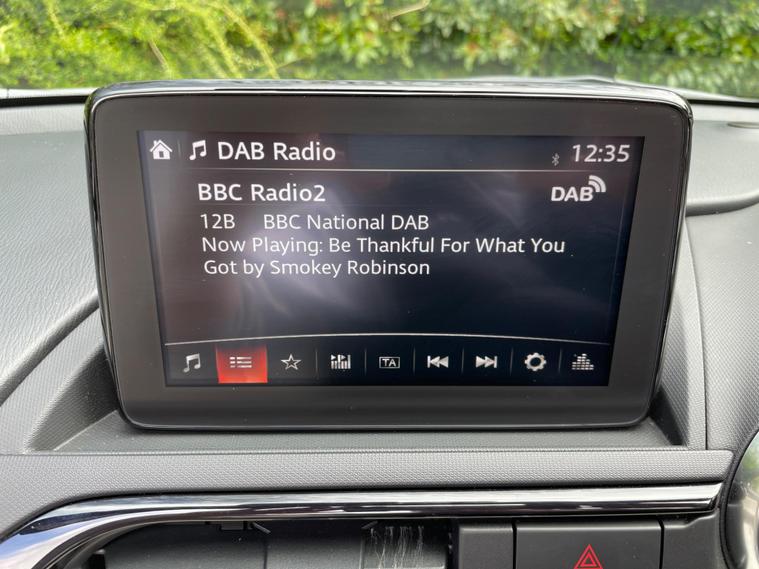 DAB Radio 12:35
BBC Radio2 DAB
12B BBC National DAB
Now Playing: Be Thankful For What You
Got by Smokey Robinson
TA